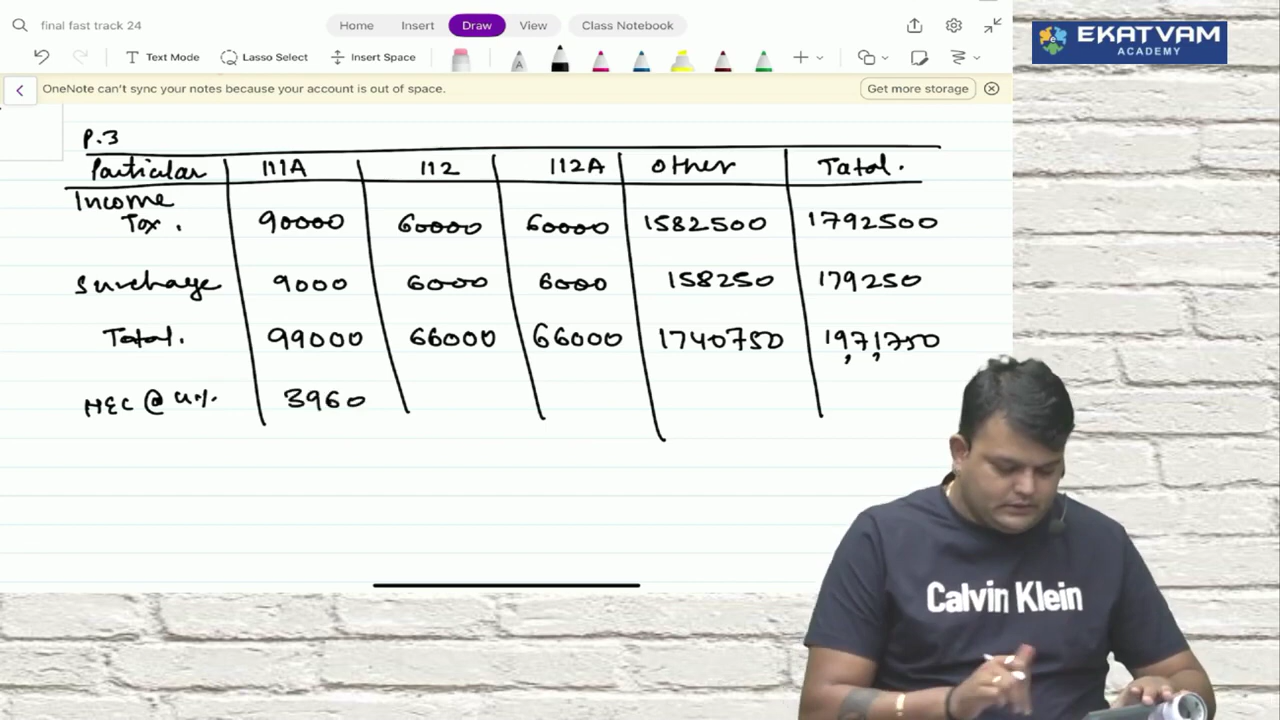 final fast track 24
Home Insert Draw View Class Notebook
EKATVAM
ACADEMY
Text Mode Lasso Select Insert Space
OneNote can't sync your notes because your account is out of space. Get more storage
P.3
Particular 111A 112 112A Other Tatal.
Income
Tax. 90000 60000 60000 1582500 1792500
Surcharge 9000 6000 6000 158250 179250
Total. 99000 66000 66000 1740750 1971750
HEC @ 4% 3960
Calvin Klein